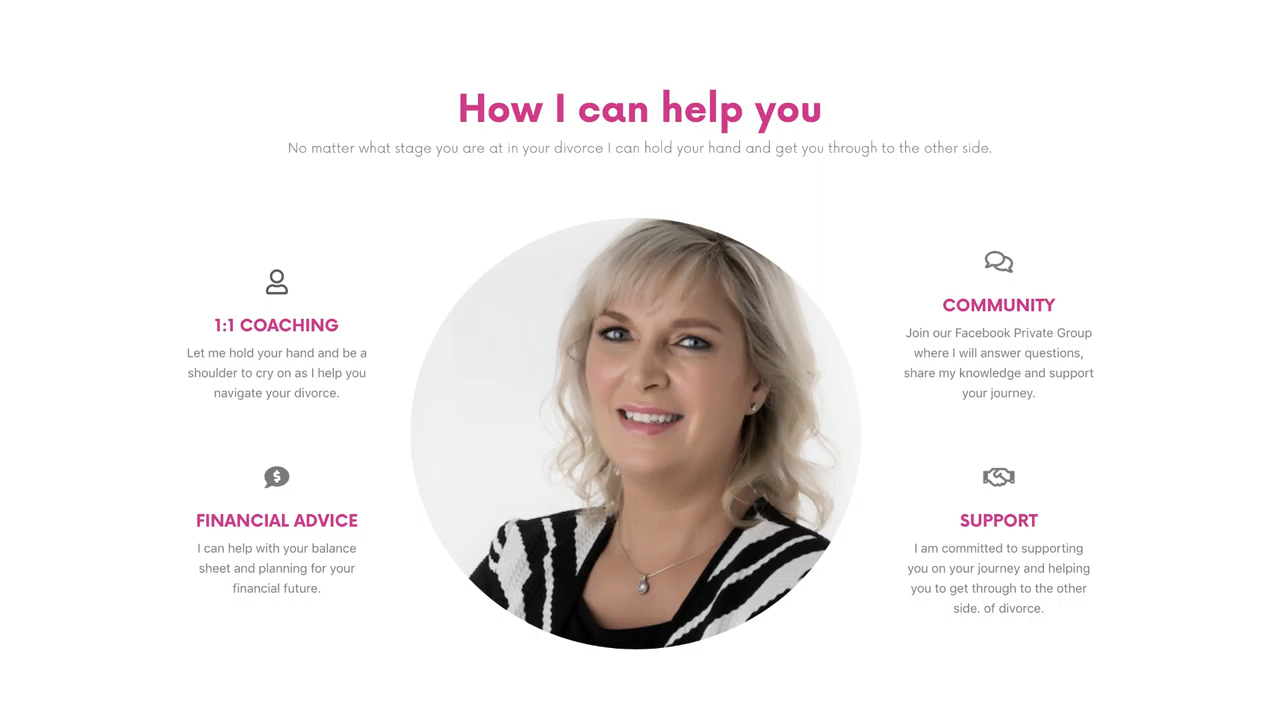 How I can help you
No matter what stage you are at in your divorce I can hold your hand and get you through to the other side.
1:1 COACHING
Let me hold your hand and be a
shoulder to cry on as I help you
navigate your divorce.
FINANCIAL ADVICE
I can help with your balance
sheet and planning for your
financial future.
COMMUNITY
Join our Facebook Private Group
where I will answer questions,
share my knowledge and support
your journey.
SUPPORT
I am committed to supporting
you on your journey and helping
you to get through to the other
side. of divorce.